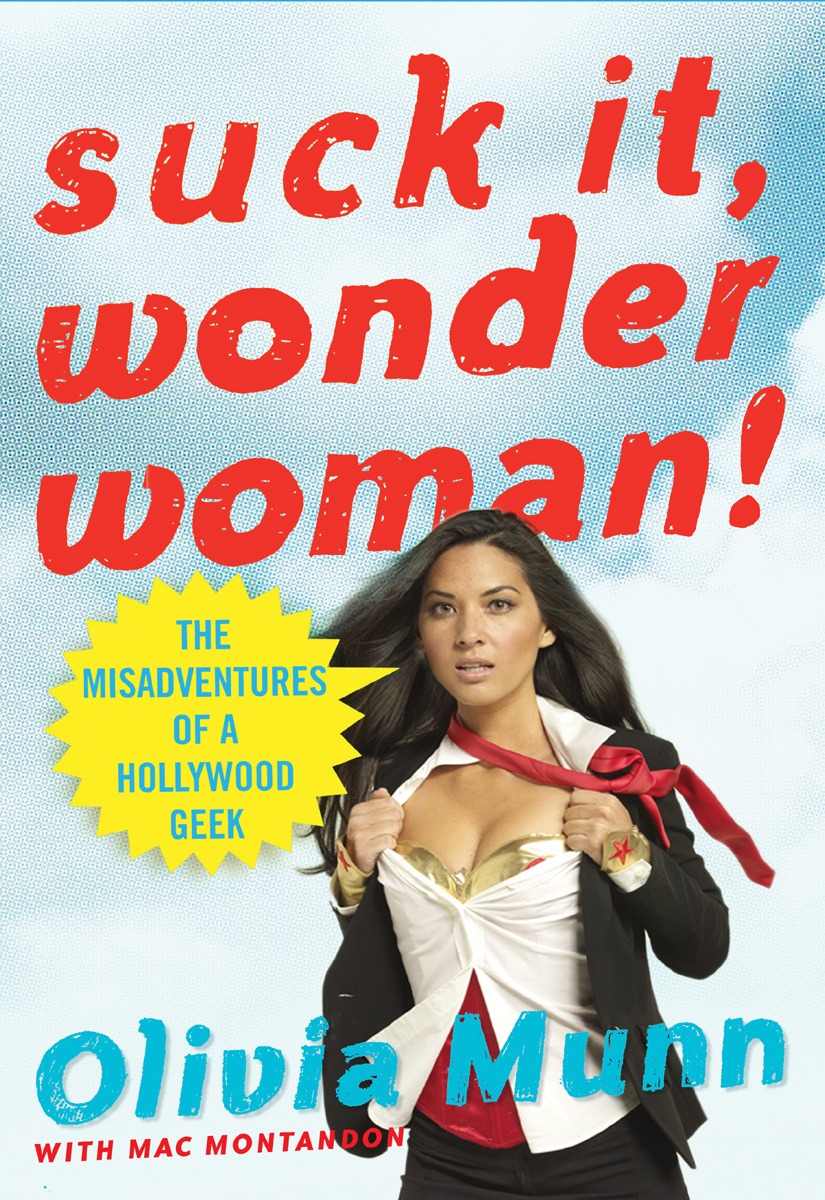 suck it,
wonder
woman!
THE
MISADVENTURES
OF A
HOLLYWOOD
GEEK
Olivia Munn
WITH MAC MONTANDON